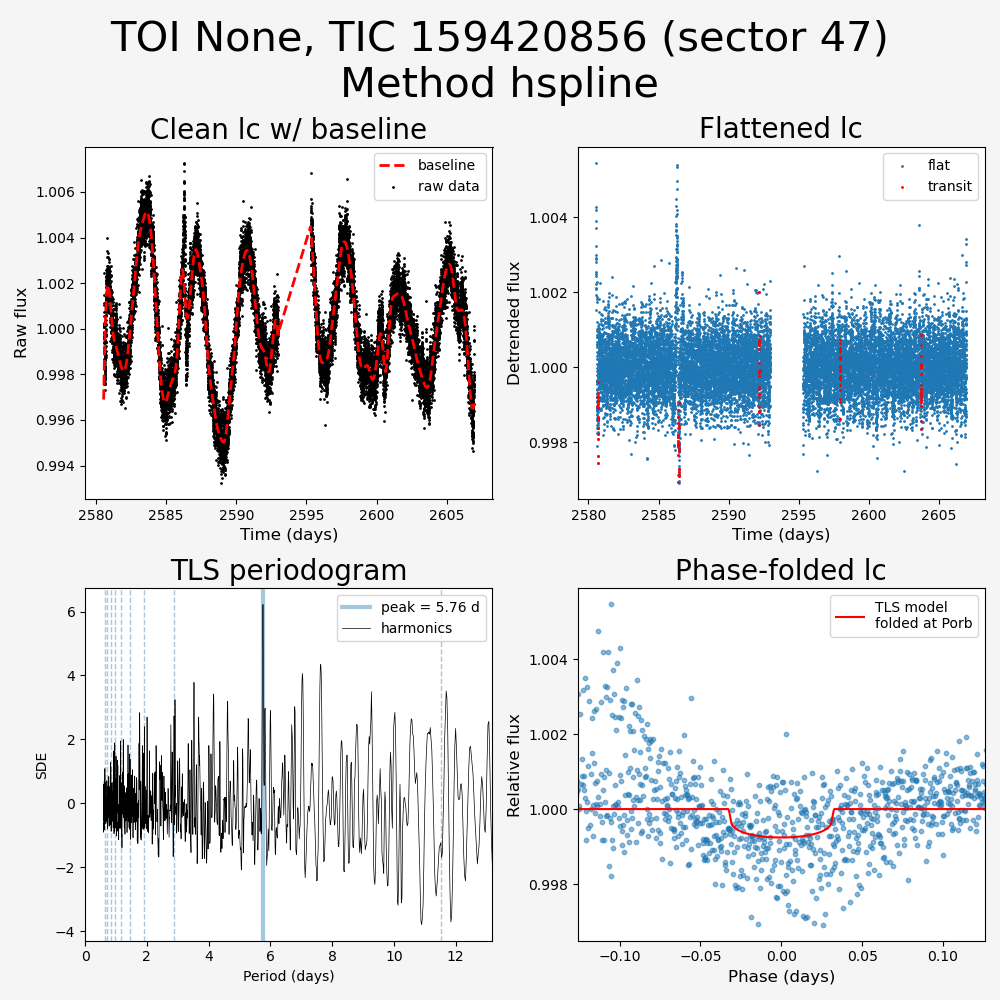 TOI None, TIC 159420856 (sector 47)
Method hspline
Clean lc w/ baseline
baseline
raw data
Raw flux
1.006
1.004
1.002
1.000
0.998
0.996
0.994
2580
2585
2590
2595
2600
2605
Time (days)
Flattened lc
flat
transit
Detrended flux
1.004
1.002
1.000
0.998
2580
2585
2590
2595
2600
2605
Time (days)
TLS periodogram
peak = 5.76 d
harmonics
SDE
6
4
2
0
−2
−4
0
2
4
6
8
10
12
Period (days)
Phase-folded lc
TLS model
folded at Porb
Relative flux
1.004
1.002
1.000
0.998
−0.10
−0.05
0.00
0.05
0.10
Phase (days)